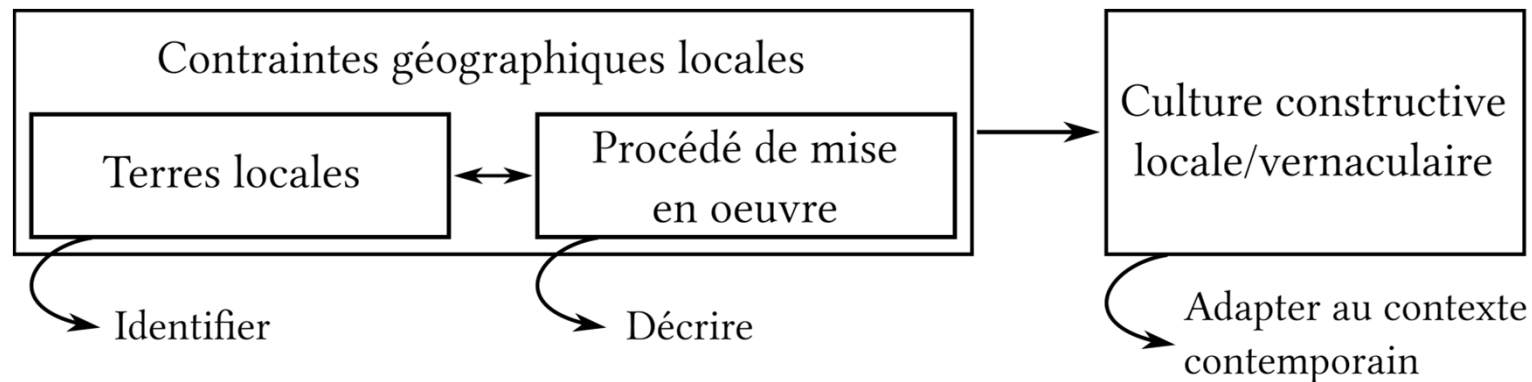 Contraintes géographiques locales
Terres locales
Procédé de mise
en oeuvre
Culture constructive
locale/vernaculaire
Identifier
Décrire
Adapter au contexte
contemporain